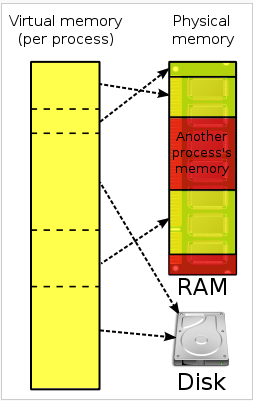 Virtual memory
(per process)
Physical
memory
Another
process's
memory
RAM
Disk